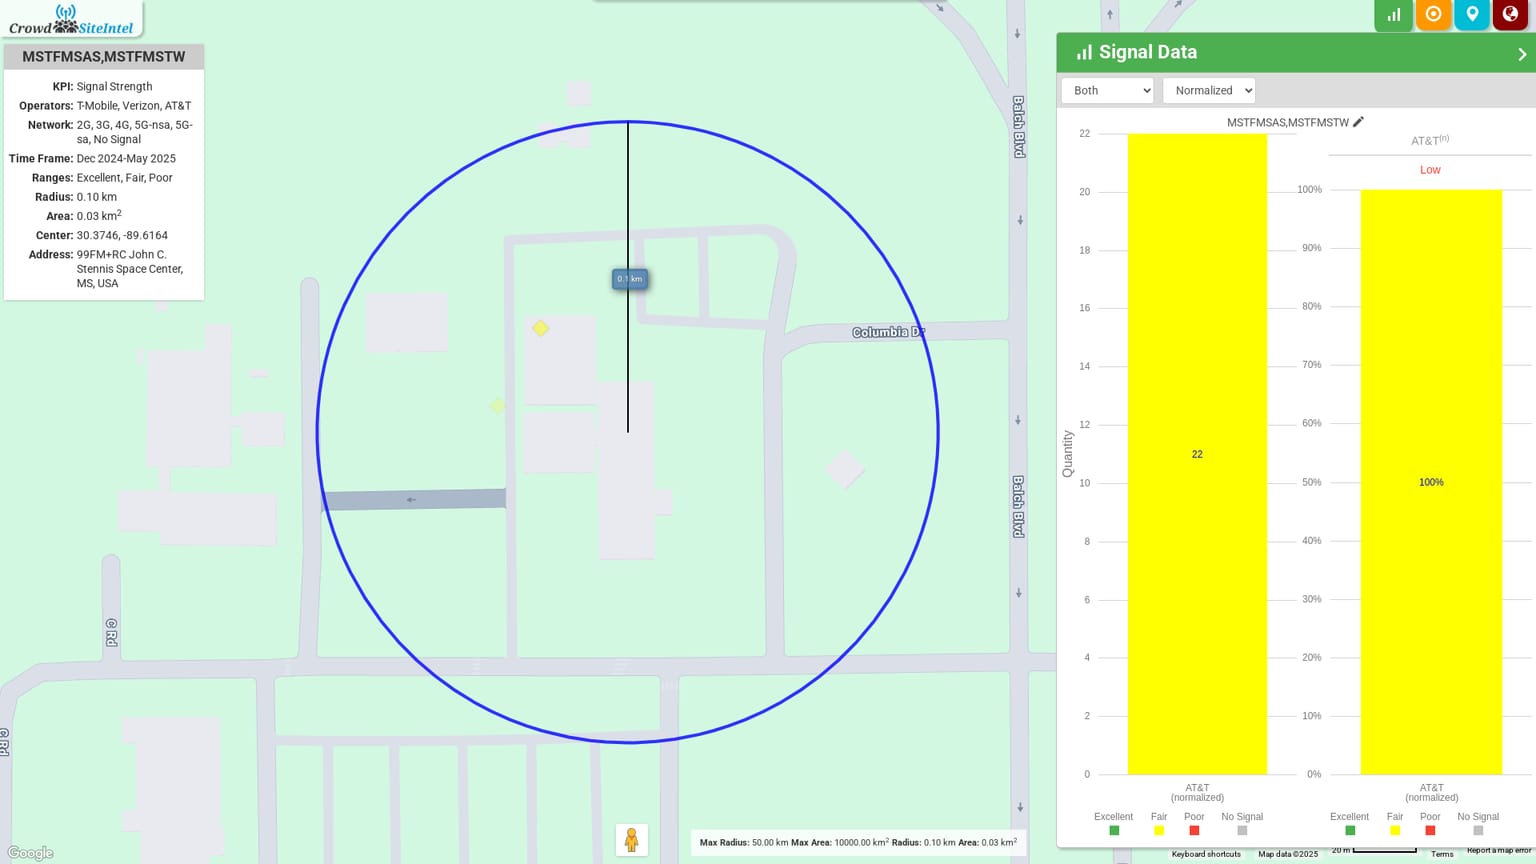 CrowdSiteIntel
MSTFMSAS,MSTFMSTW
KPI: Signal Strength
Operators: T-Mobile, Verizon, AT&T
Network: 2G, 3G, 4G, 5G-nsa, 5G-
sa, No Signal
Time Frame: Dec 2024-May 2025
Ranges: Excellent, Fair, Poor
Radius: 0.10 km
Area: 0.03 km²
Center: 30.3746, -89.6164
Address: 99FM+RC John C.
Stennis Space Center,
MS, USA
0.1 km
Columbia Dr
Balch Blvd
Balch Blvd
C Rd
C Rd
Google
Max Radius: 50.00 km Max Area: 10000.00 km² Radius: 0.10 km Area: 0.03 km²
Signal Data
Both
Normalized
MSTFMSAS,MSTFMSTW
Quantity
22
20
18
16
14
12
10
8
6
4
2
0
22
AT&T
(normalized)
Excellent Fair Poor No Signal
AT&T(n)
Low
100%
90%
80%
70%
60%
50%
40%
30%
20%
10%
0%
100%
AT&T
(normalized)
Excellent Fair Poor No Signal
Keyboard shortcuts Map data ©2025 20 m Terms Report a map error